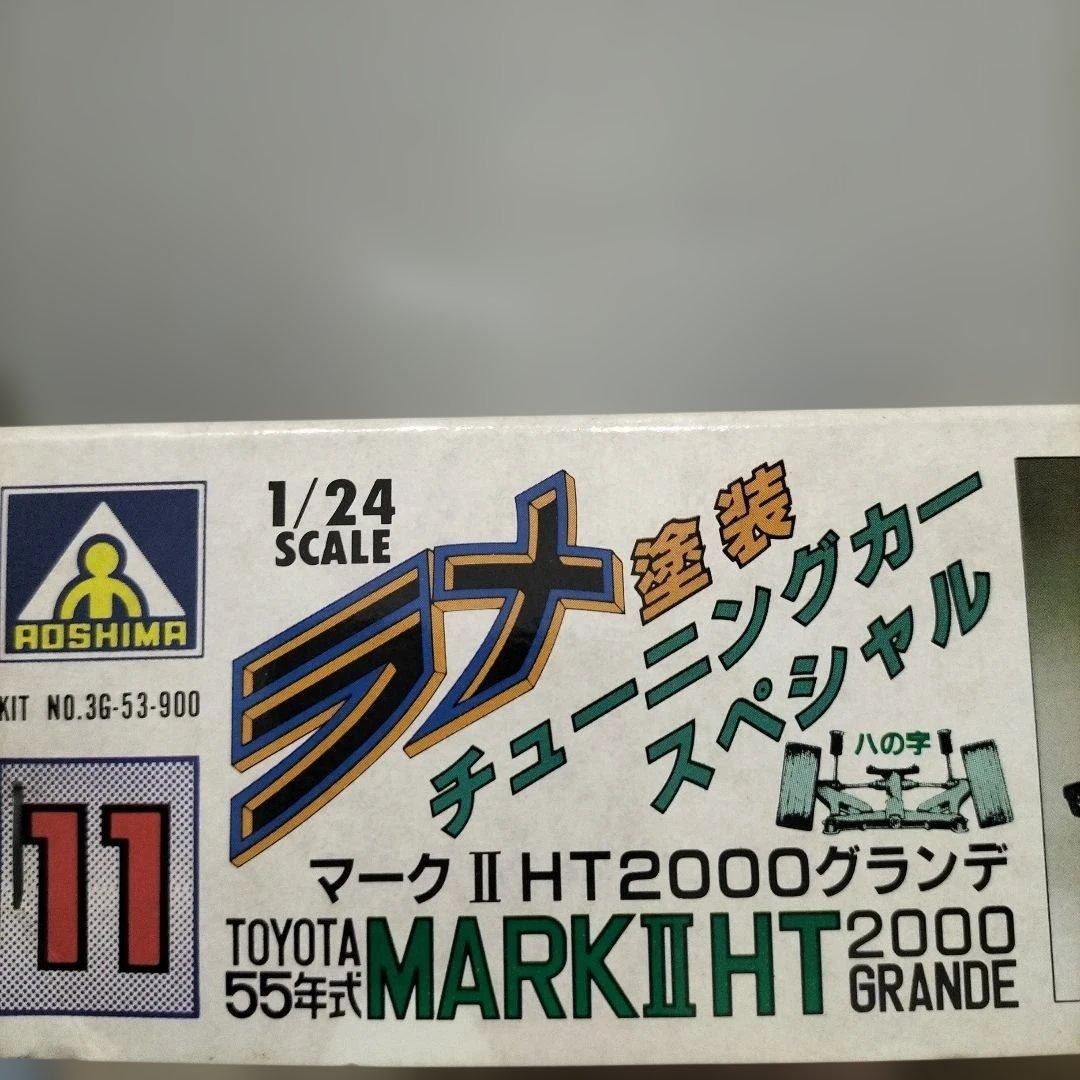 AOSHIMA
KIT NO.3G-53-900
11
1/24
SCALE
ラメ塗装
チューニングカー
スペシャル
ハの字
マークⅡHT2000グランデ
TOYOTA
55年式
MARKⅡHT
2000
GRANDE